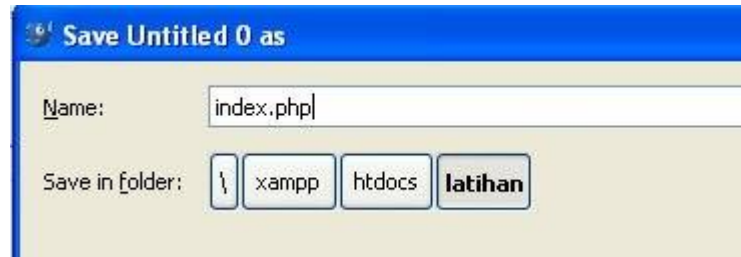 Save Untitled 0 as
Name: index.php
Save in folder: \ xampp htdocs latihan